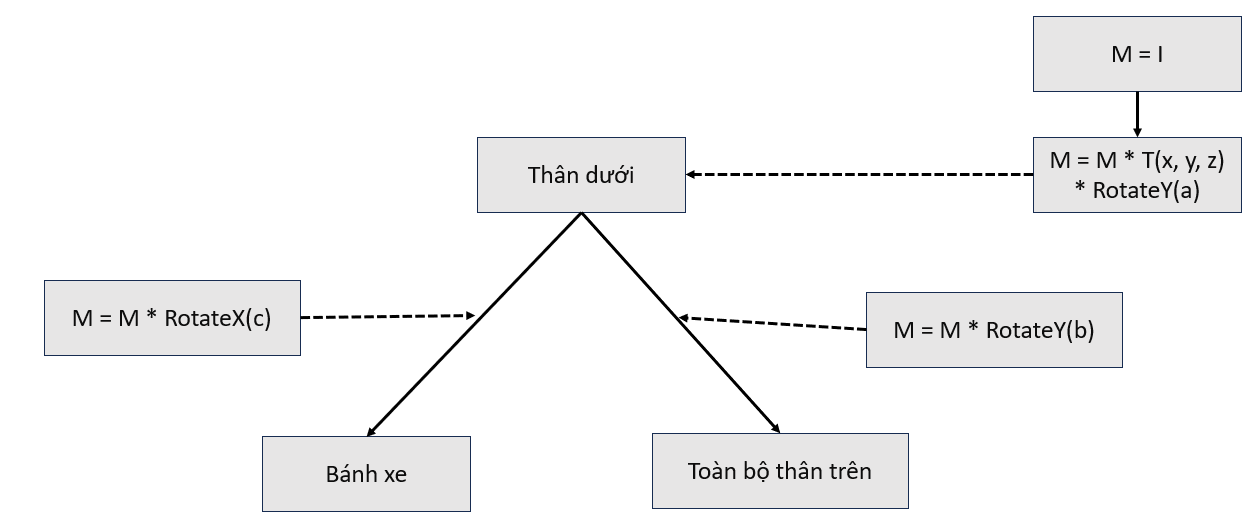 M = I
M = M * T(x, y, z)
* RotateY(a)
Thân dưới
M = M * RotateX(c)
M = M * RotateY(b)
Bánh xe
Toàn bộ thân trên